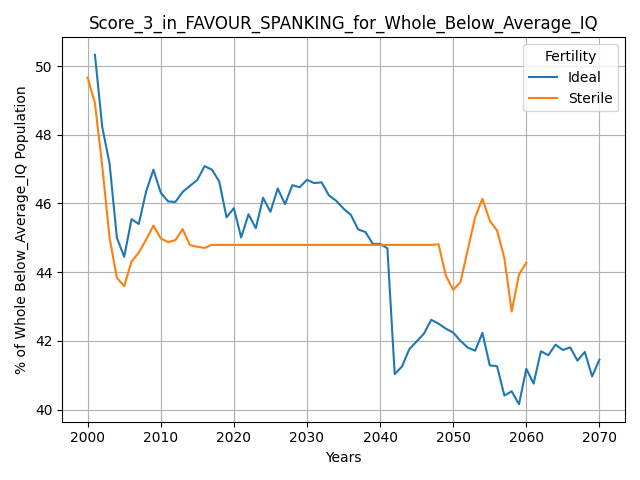 Score_3_in_FAVOUR_SPANKING_for_Whole_Below_Average_IQ
% of Whole Below_Average_IQ Population
50
48
46
44
42
40
Fertility
Ideal
Sterile
2000 2010 2020 2030 2040 2050 2060 2070
Years